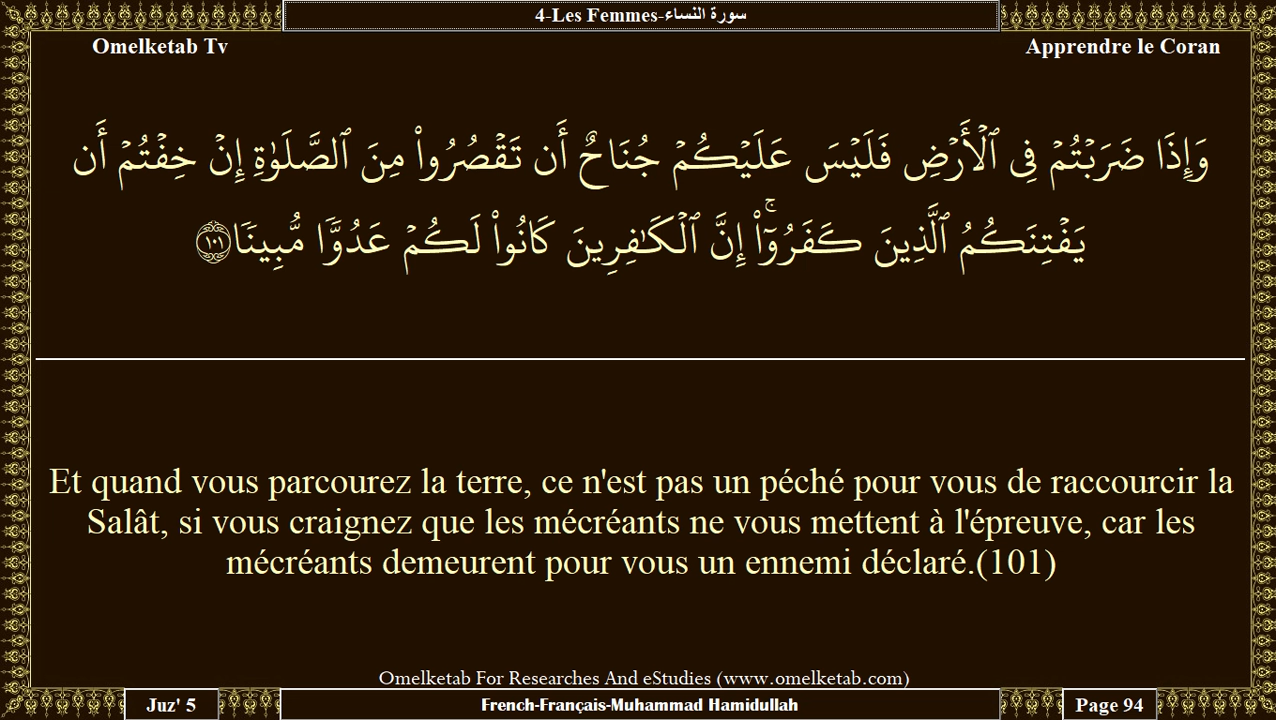 4-Les Femmes-سورة النساء
Omelketab Tv
Apprendre le Coran
وَإِذَا ضَرَبۡتُمۡ فِي ٱلۡأَرۡضِ فَلَيۡسَ عَلَيۡكُمۡ جُنَاحٌ أَن تَقۡصُرُواْ مِنَ ٱلصَّلَوٰةِ إِنۡ خِفۡتُمۡ أَن
يَفۡتِنَكُمُ ٱلَّذِينَ كَفَرُوٓاْۚ إِنَّ ٱلۡكَٰفِرِينَ كَانُواْ لَكُمۡ عَدُوّٗا مُّبِينٗا ١٠١
Et quand vous parcourez la terre, ce n'est pas un péché pour vous de raccourcir la
Salât, si vous craignez que les mécréants ne vous mettent à l'épreuve, car les
mécréants demeurent pour vous un ennemi déclaré.(101)
Omelketab For Researches And eStudies (www.omelketab.com)
Juz' 5
French-Français-Muhammad Hamidullah
Page 94